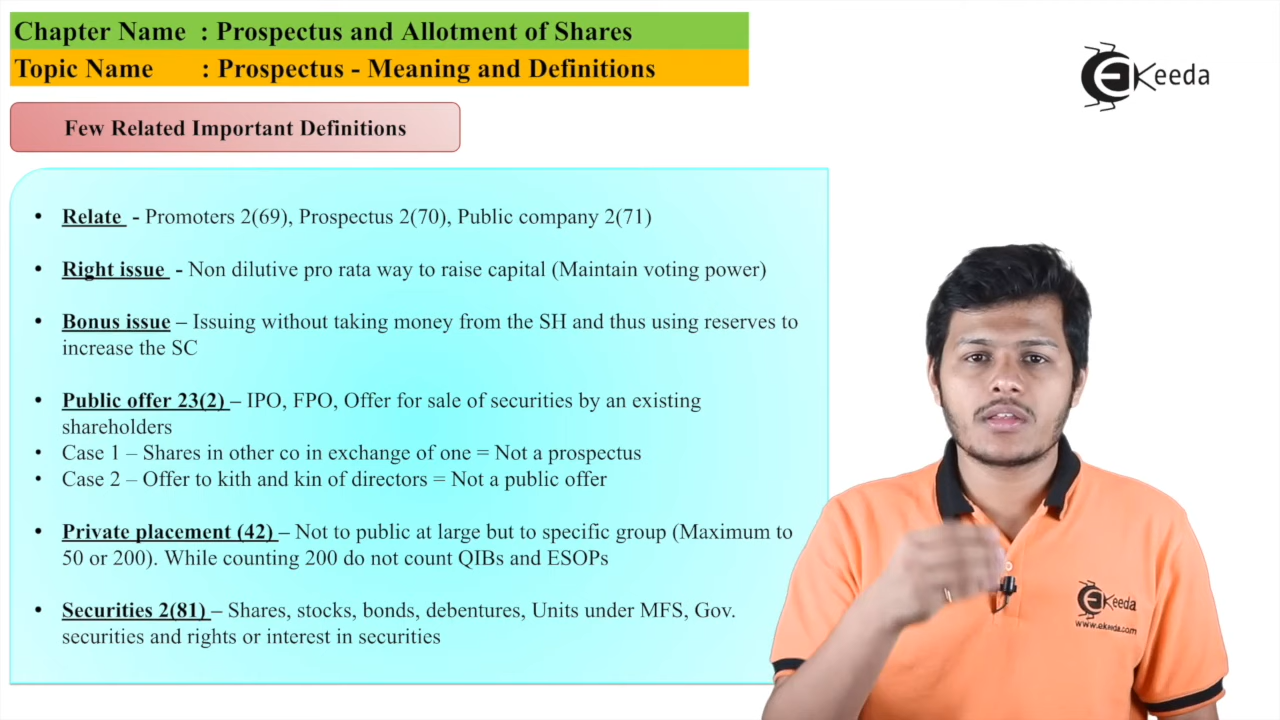 Chapter Name : Prospectus and Allotment of Shares
Topic Name : Prospectus - Meaning and Definitions
EKeeda
Few Related Important Definitions
• Relate - Promoters 2(69), Prospectus 2(70), Public company 2(71)
• Right issue - Non dilutive pro rata way to raise capital (Maintain voting power)
• Bonus issue – Issuing without taking money from the SH and thus using reserves to
increase the SC
• Public offer 23(2) – IPO, FPO, Offer for sale of securities by an existing
shareholders
• Case 1 – Shares in other co in exchange of one = Not a prospectus
• Case 2 – Offer to kith and kin of directors = Not a public offer
• Private placement (42) – Not to public at large but to specific group (Maximum to
50 or 200). While counting 200 do not count QIBs and ESOPs
• Securities 2(81) – Shares, stocks, bonds, debentures, Units under MFS, Gov.
securities and rights or interest in securities
EKeeda
www.ekeeda.com